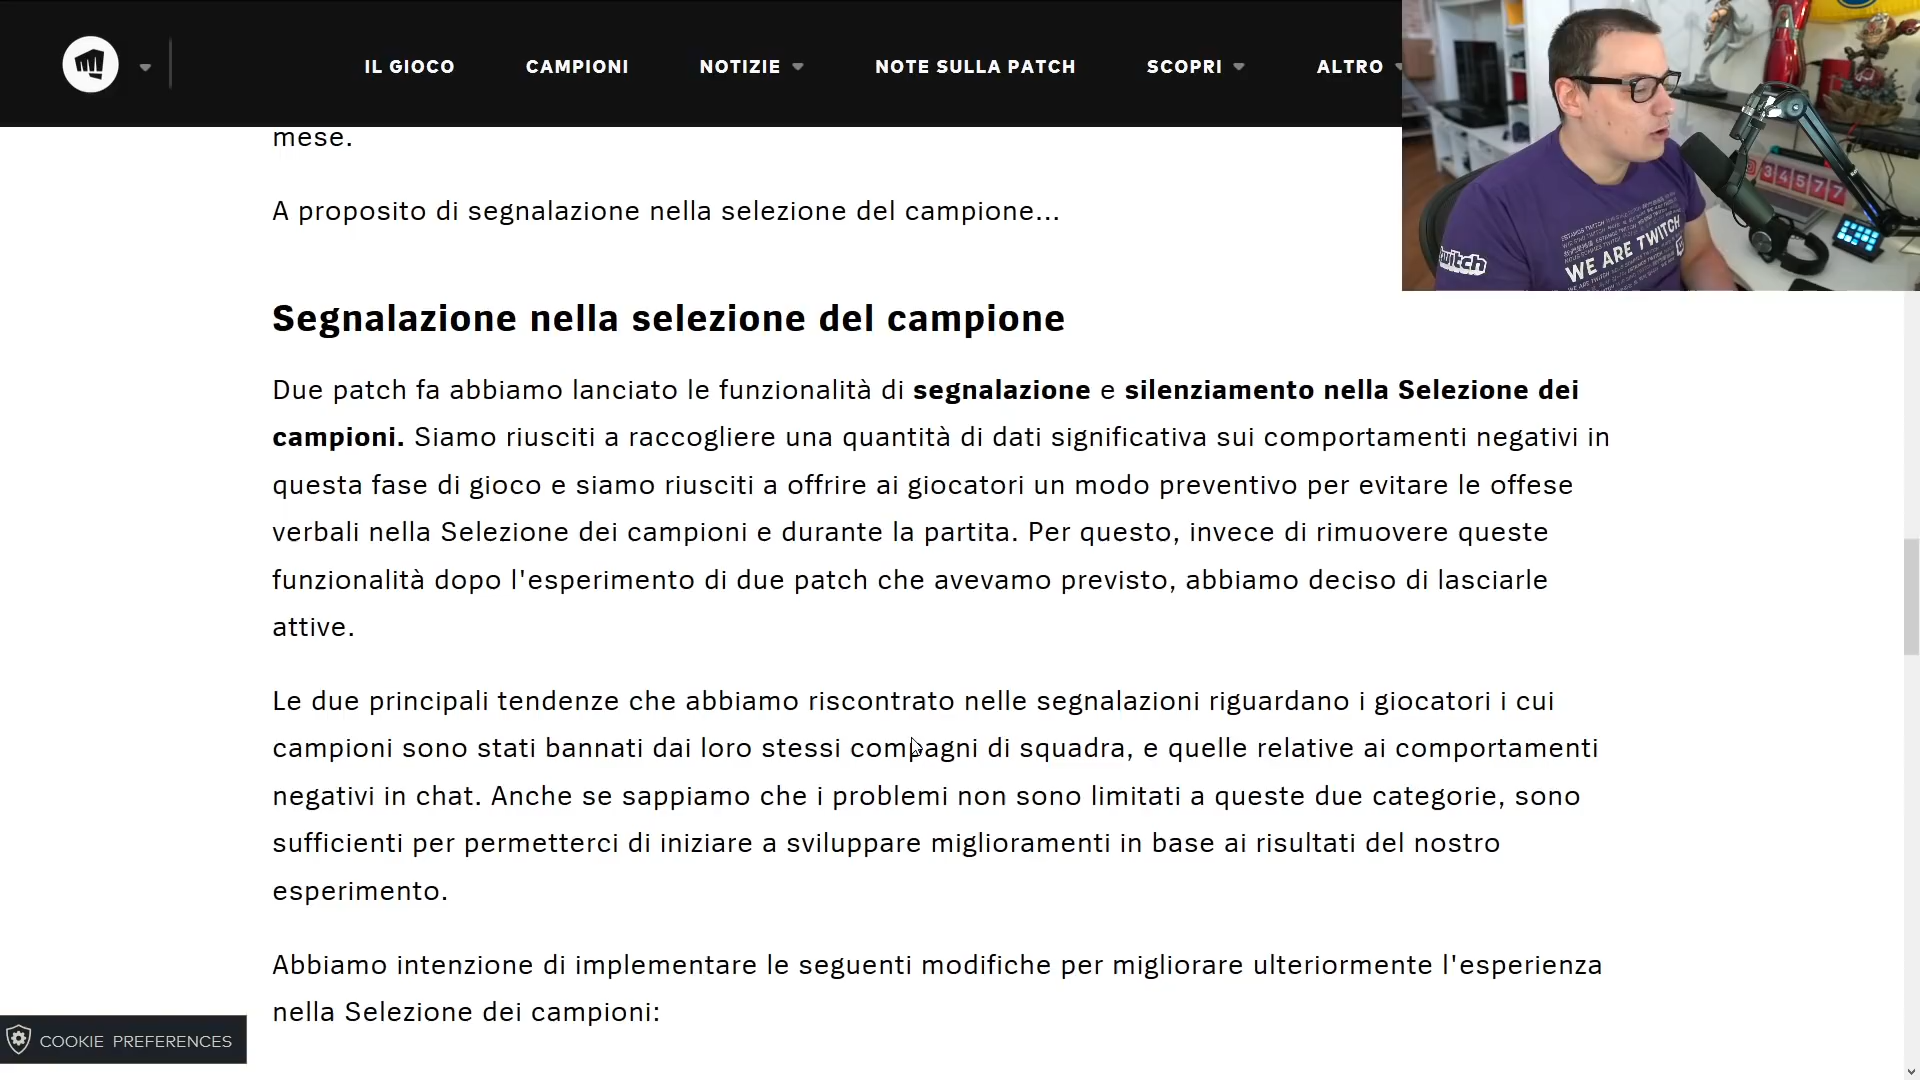 IL GIOCO CAMPIONI NOTIZIE NOTE SULLA PATCH SCOPRI ALTRO
mese.
A proposito di segnalazione nella selezione del campione...
Segnalazione nella selezione del campione
Due patch fa abbiamo lanciato le funzionalità di segnalazione e silenziamento nella Selezione dei
campioni. Siamo riusciti a raccogliere una quantità di dati significativa sui comportamenti negativi in
questa fase di gioco e siamo riusciti a offrire ai giocatori un modo preventivo per evitare le offese
verbali nella Selezione dei campioni e durante la partita. Per questo, invece di rimuovere queste
funzionalità dopo l'esperimento di due patch che avevamo previsto, abbiamo deciso di lasciarle
attive.
Le due principali tendenze che abbiamo riscontrato nelle segnalazioni riguardano i giocatori i cui
campioni sono stati bannati dai loro stessi compagni di squadra, e quelle relative ai comportamenti
negativi in chat. Anche se sappiamo che i problemi non sono limitati a queste due categorie, sono
sufficienti per permetterci di iniziare a sviluppare miglioramenti in base ai risultati del nostro
esperimento.
Abbiamo intenzione di implementare le seguenti modifiche per migliorare ulteriormente l'esperienza
nella Selezione dei campioni:
COOKIE PREFERENCES
WE ARE TWITCH
twitch
34577